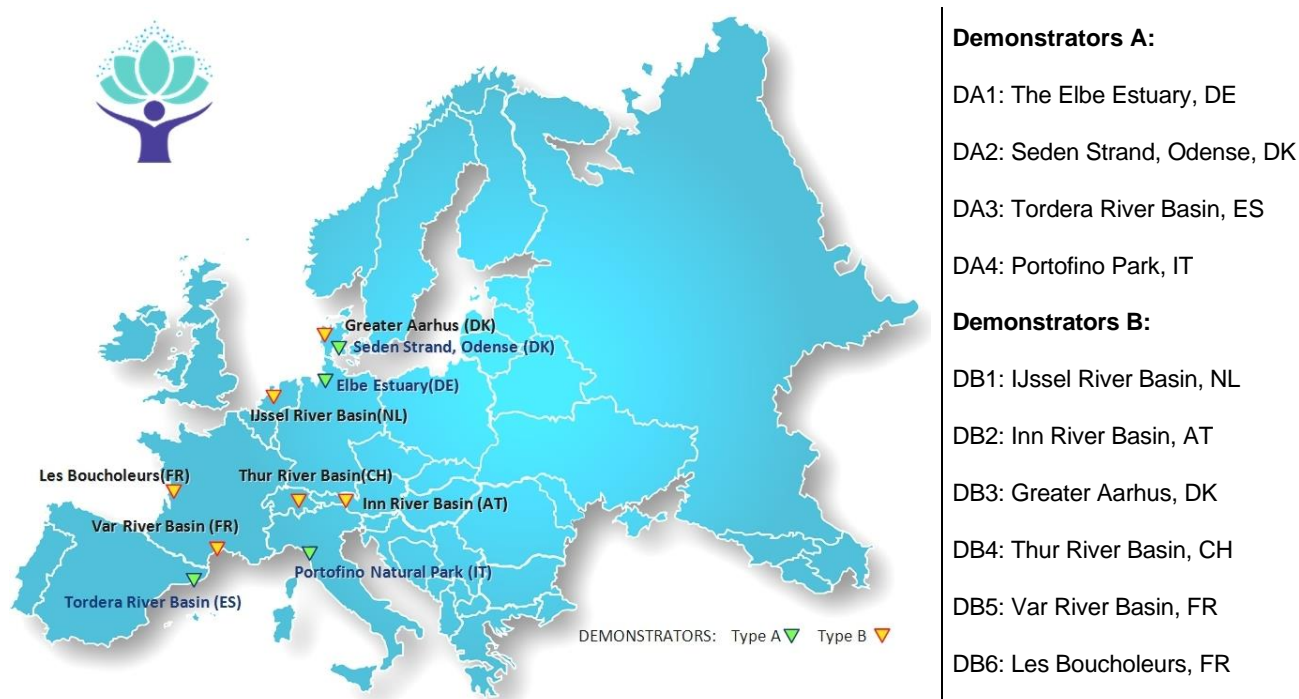 Greater Aarhus (DK)
Seden Strand, Odense (DK)
Elbe Estuary(DE)
IJssel River Basin(NL)
Les Boucholeurs(FR)
Thur River Basin(CH)
Inn River Basin (AT)
Var River Basin (FR)
Portofino Natural Park (IT)
Tordera River Basin (ES)
DEMONSTRATORS: Type A Type B
Demonstrators A:
DA1: The Elbe Estuary, DE
DA2: Seden Strand, Odense, DK
DA3: Tordera River Basin, ES
DA4: Portofino Park, IT
Demonstrators B:
DB1: IJssel River Basin, NL
DB2: Inn River Basin, AT
DB3: Greater Aarhus, DK
DB4: Thur River Basin, CH
DB5: Var River Basin, FR
DB6: Les Boucholeurs, FR